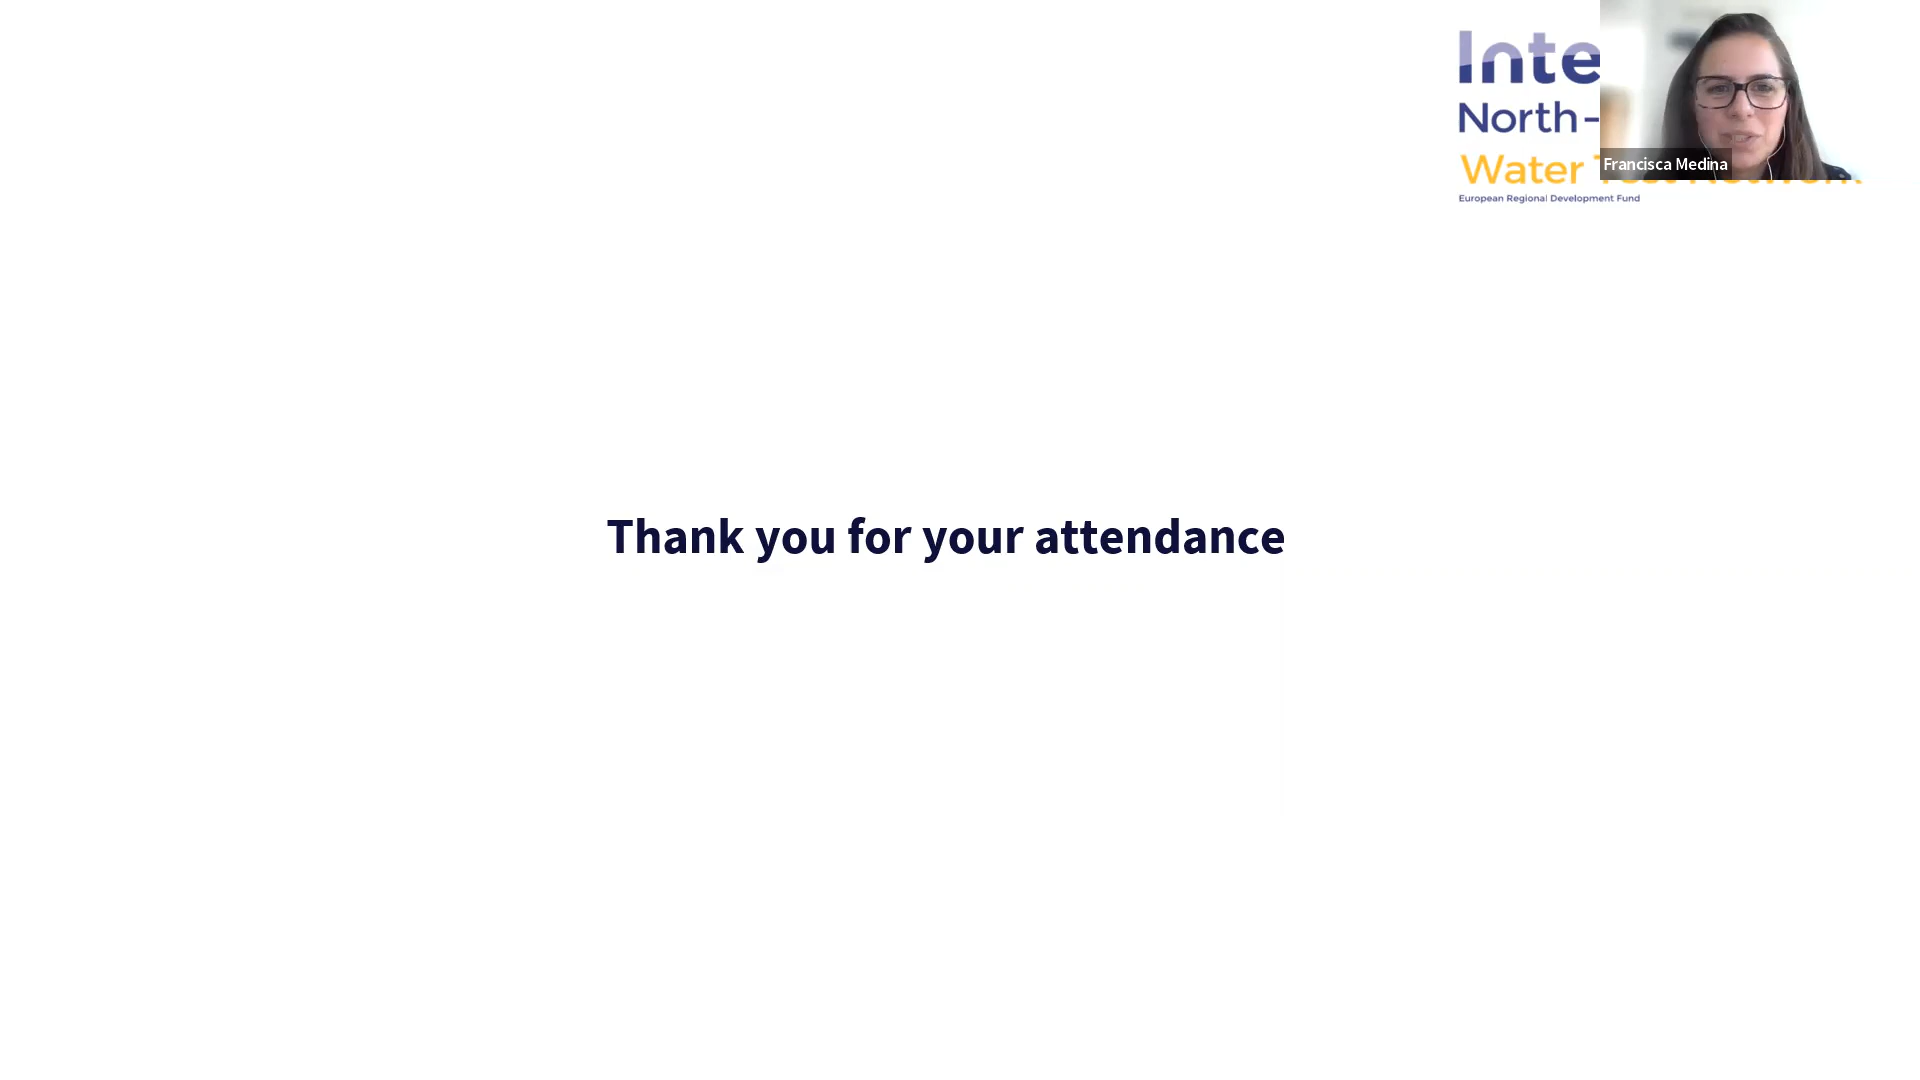 Inte
North-
Water
European Regional Development Fund
Francisca Medina
Thank you for your attendance